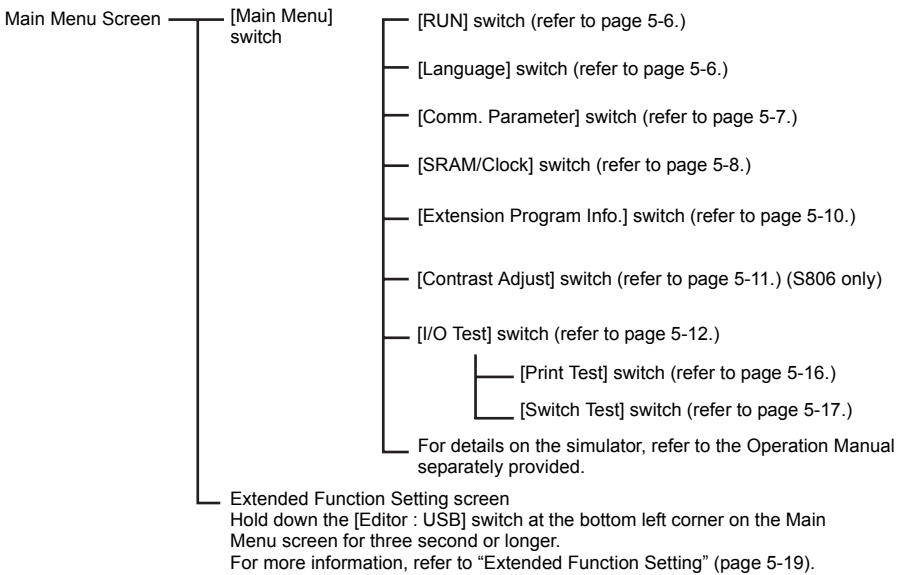 Main Menu Screen
[Main Menu]
switch
[RUN] switch (refer to page 5-6.)
[Language] switch (refer to page 5-6.)
[Comm. Parameter] switch (refer to page 5-7.)
[SRAM/Clock] switch (refer to page 5-8.)
[Extension Program Info.] switch (refer to page 5-10.)
[Contrast Adjust] switch (refer to page 5-11.) (S806 only)
[I/O Test] switch (refer to page 5-12.)
[Print Test] switch (refer to page 5-16.)
[Switch Test] switch (refer to page 5-17.)
For details on the simulator, refer to the Operation Manual
separately provided.
Extended Function Setting screen
Hold down the [Editor : USB] switch at the bottom left corner on the Main
Menu screen for three second or longer.
For more information, refer to “Extended Function Setting” (page 5-19).